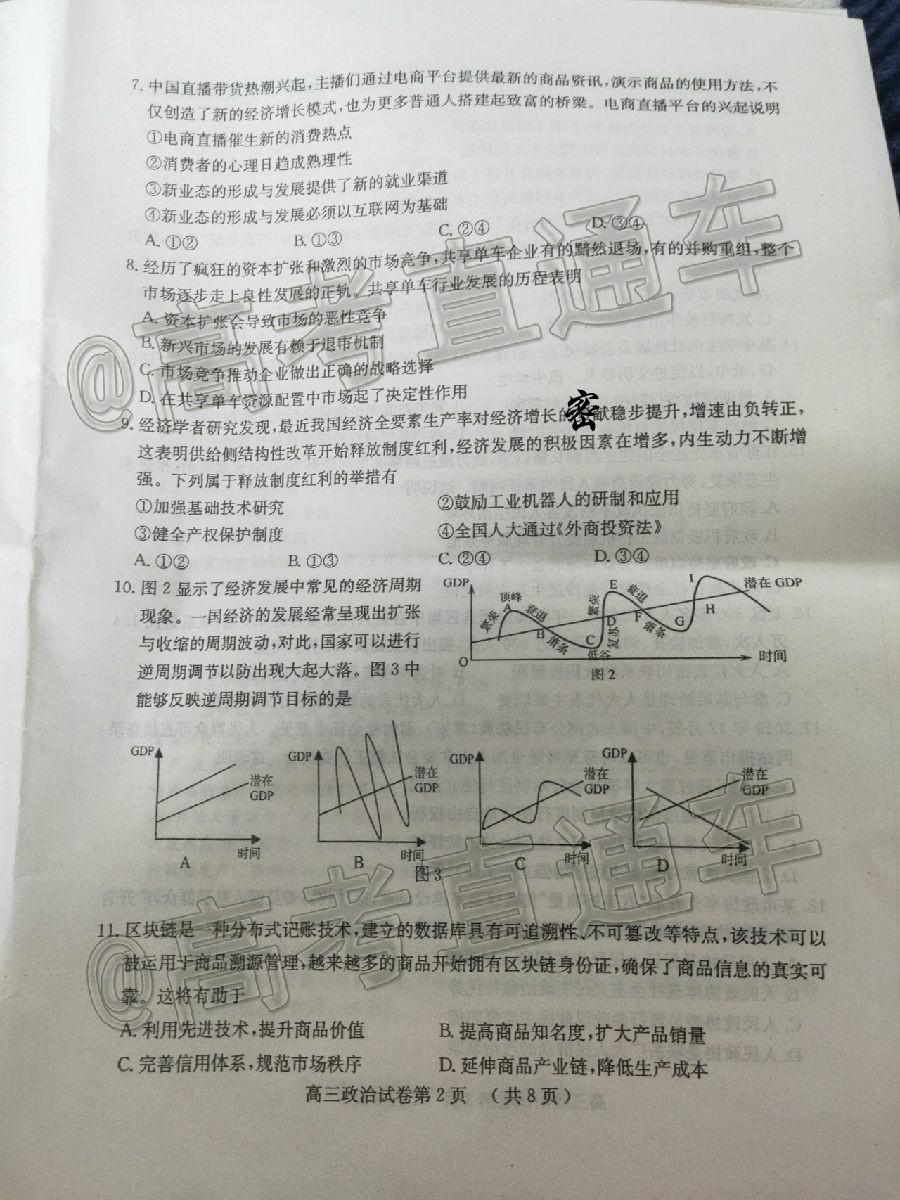 7. 中国直播带货热潮兴起，主播们通过电商平台提供最新的商品资讯，演示商品的使用方法，不
仅创造了新的经济增长模式，也为更多普通人搭建起致富的桥梁。电商直播平台的兴起说明
①电商直播催生新的消费热点
②消费者的心理日趋成熟理性
③新业态的形成与发展提供了新的就业渠道
④新业态的形成与发展必须以互联网为基础
A. ①② B. ①③ C. ②④ D. ③④
8. 经历了疯狂的资本扩张和激烈的市场竞争，共享单车企业有的黯然退场，有的并购重组，整个
市场逐步走上良性发展的正轨。共享单车行业发展的历程表明
A. 资本扩张会导致市场的恶性竞争
B. 新兴市场的发展有赖于退市机制
C. 市场竞争推动企业做出正确的战略选择
D. 在共享单车资源配置中市场起了决定性作用
9. 经济学者研究发现，最近我国经济全要素生产率对经济增长的密献稳步提升，增速由负转正，
这表明供给侧结构性改革开始释放制度红利，经济发展的积极因素在增多，内生动力不断增
强。下列属于释放制度红利的举措有
①加强基础技术研究 ②鼓励工业机器人的研制和应用
③健全产权保护制度 ④全国人大通过《外商投资法》
A. ①② B. ①③ C. ②④ D. ③④
10. 图 2 显示了经济发展中常见的经济周期
现象。一国经济的发展经常呈现出扩张
与收缩的周期波动，对此，国家可以进行
逆周期调节以防出现大起大落。图 3 中
能够反映逆周期调节目标的是
GDP 顶峰 繁荣 A 衰退 B 萧条 C 低谷 复苏 D 繁荣 E 衰退 F 萧条 G H I 潜在 GDP
O 时间
图 2
GDP 潜在 GDP 时间 A
GDP 潜在 GDP 时间 B
GDP 潜在 GDP 时间 C
GDP 潜在 GDP 时间 D
图 3
11. 区块链是一种分布式记账技术，建立的数据库具有可追溯性、不可篡改等特点，该技术可以
被运用于商品溯源管理，越来越多的商品开始拥有区块链身份证，确保了商品信息的真实可
靠。这将有助于
A. 利用先进技术，提升商品价值 B. 提高商品知名度，扩大产品销量
C. 完善信用体系，规范市场秩序 D. 延伸商品产业链，降低生产成本
高三政治试卷第 2 页 （共 8 页）
@高考直通车
@高考直通车